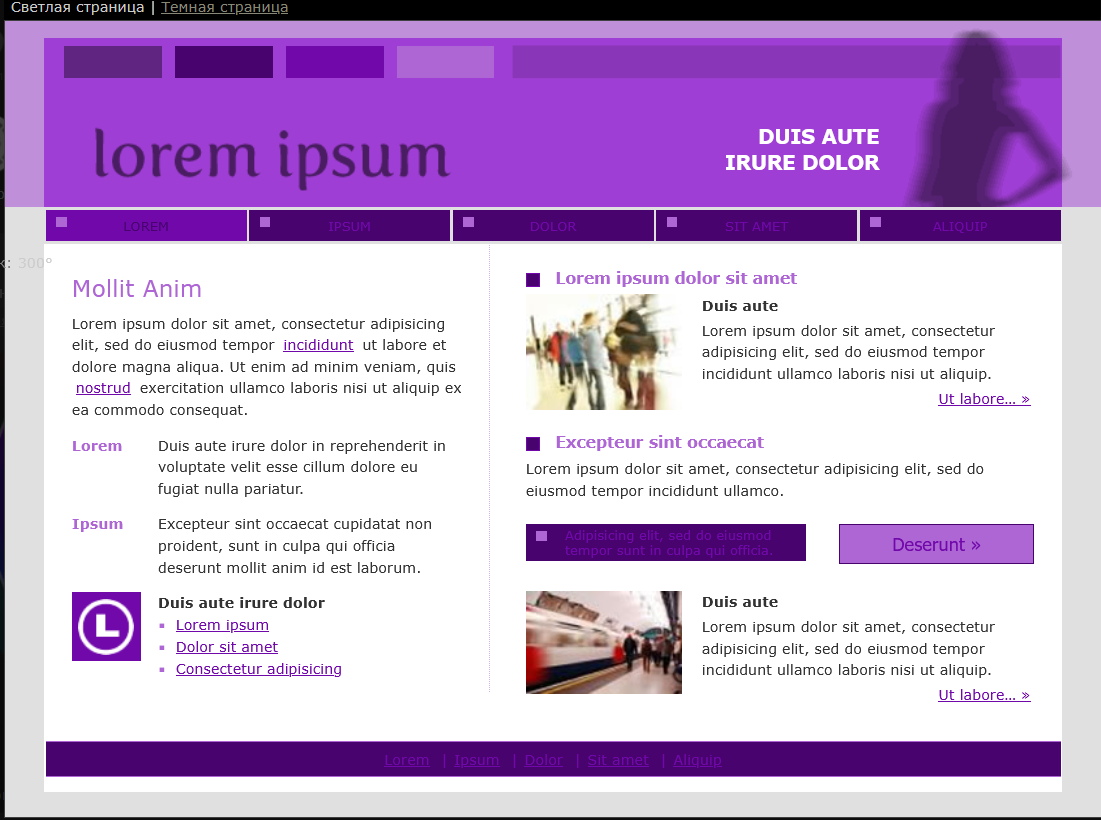 Светлая страница | Темная страница
lorem ipsum
DUIS AUTE
IRURE DOLOR
LOREM
IPSUM
DOLOR
SIT AMET
ALIQUIP
300°
Mollit Anim
Lorem ipsum dolor sit amet, consectetur adipisicing
elit, sed do eiusmod tempor incididunt ut labore et
dolore magna aliqua. Ut enim ad minim veniam, quis
nostrud exercitation ullamco laboris nisi ut aliquip ex
ea commodo consequat.
Lorem
Duis aute irure dolor in reprehenderit in
voluptate velit esse cillum dolore eu
fugiat nulla pariatur.
Ipsum
Excepteur sint occaecat cupidatat non
proident, sunt in culpa qui officia
deserunt mollit anim id est laborum.
L
Duis aute irure dolor
Lorem ipsum
Dolor sit amet
Consectetur adipisicing
Lorem ipsum dolor sit amet
Duis aute
Lorem ipsum dolor sit amet, consectetur
adipisicing elit, sed do eiusmod tempor
incididunt ullamco laboris nisi ut aliquip.
Ut labore... »
Excepteur sint occaecat
Lorem ipsum dolor sit amet, consectetur adipisicing elit, sed do
eiusmod tempor incididunt ullamco.
Adipisicing elit, sed do eiusmod
tempor sunt in culpa qui officia.
Deserunt »
Duis aute
Lorem ipsum dolor sit amet, consectetur
adipisicing elit, sed do eiusmod tempor
incididunt ullamco laboris nisi ut aliquip.
Ut labore... »
Lorem | Ipsum | Dolor | Sit amet | Aliquip